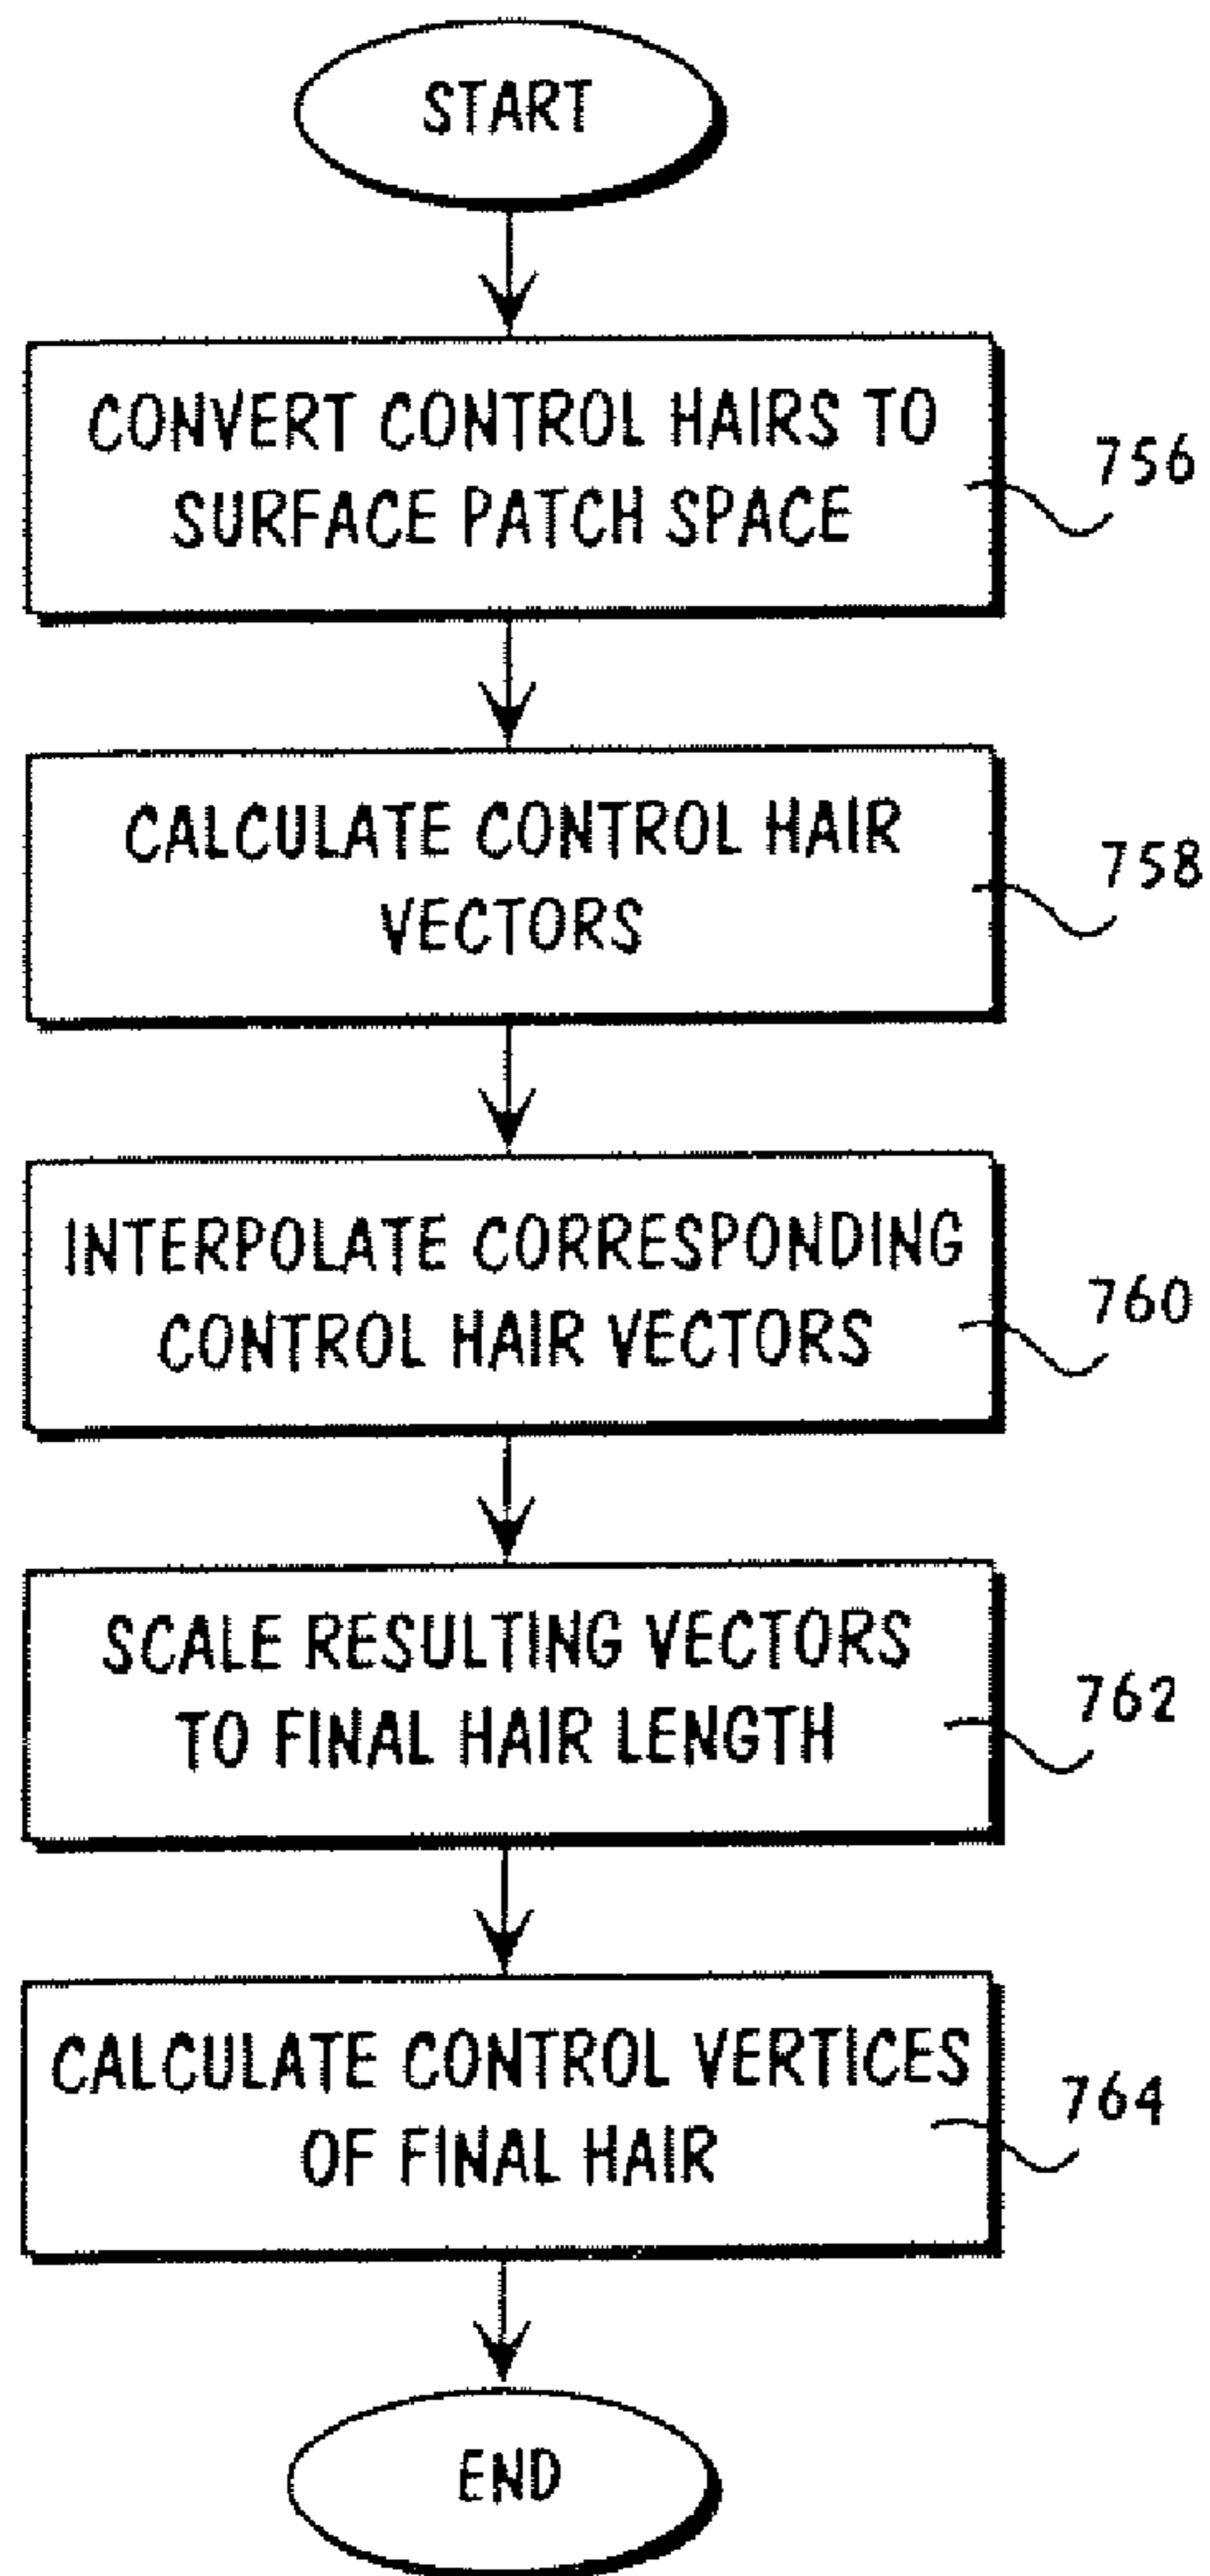 START
CONVERT CONTROL HAIRS TO
SURFACE PATCH SPACE
756
CALCULATE CONTROL HAIR
VECTORS
758
INTERPOLATE CORRESPONDING
CONTROL HAIR VECTORS
760
SCALE RESULTING VECTORS
TO FINAL HAIR LENGTH
762
CALCULATE CONTROL VERTICES
OF FINAL HAIR
764
END